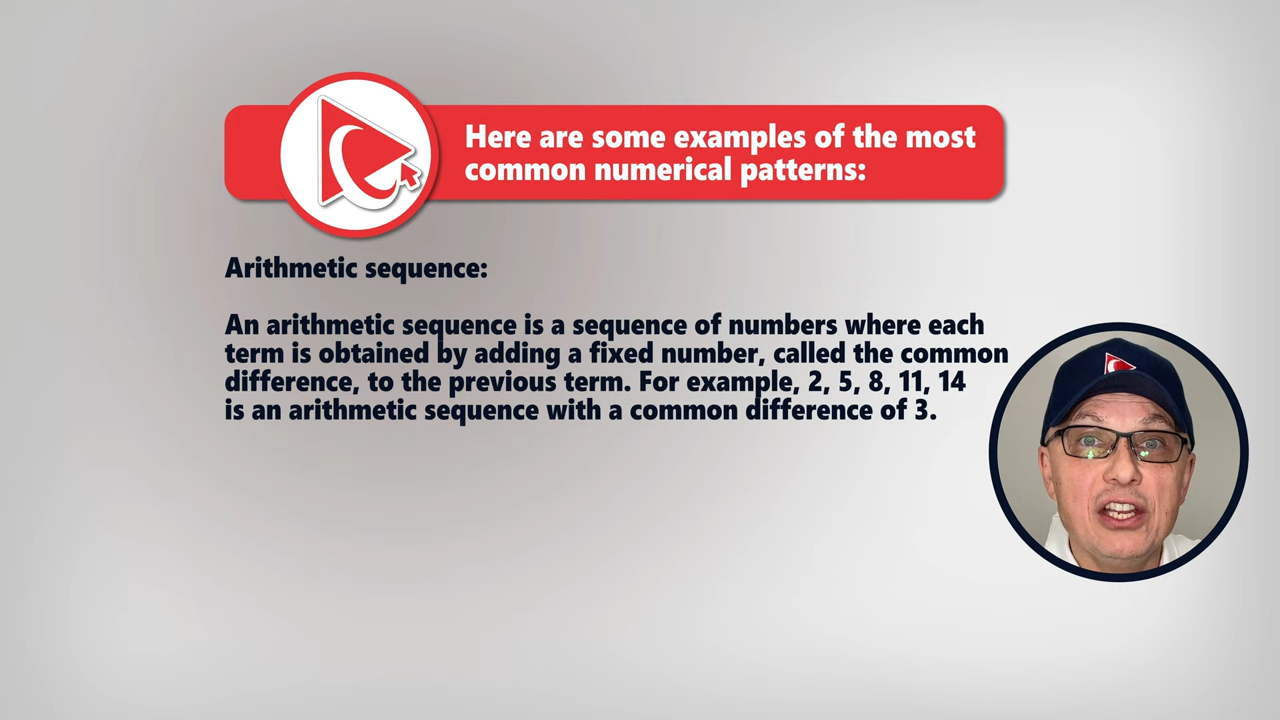 Here are some examples of the most
common numerical patterns:
Arithmetic sequence:
An arithmetic sequence is a sequence of numbers where each
term is obtained by adding a fixed number, called the common
difference, to the previous term. For example, 2, 5, 8, 11, 14
is an arithmetic sequence with a common difference of 3.